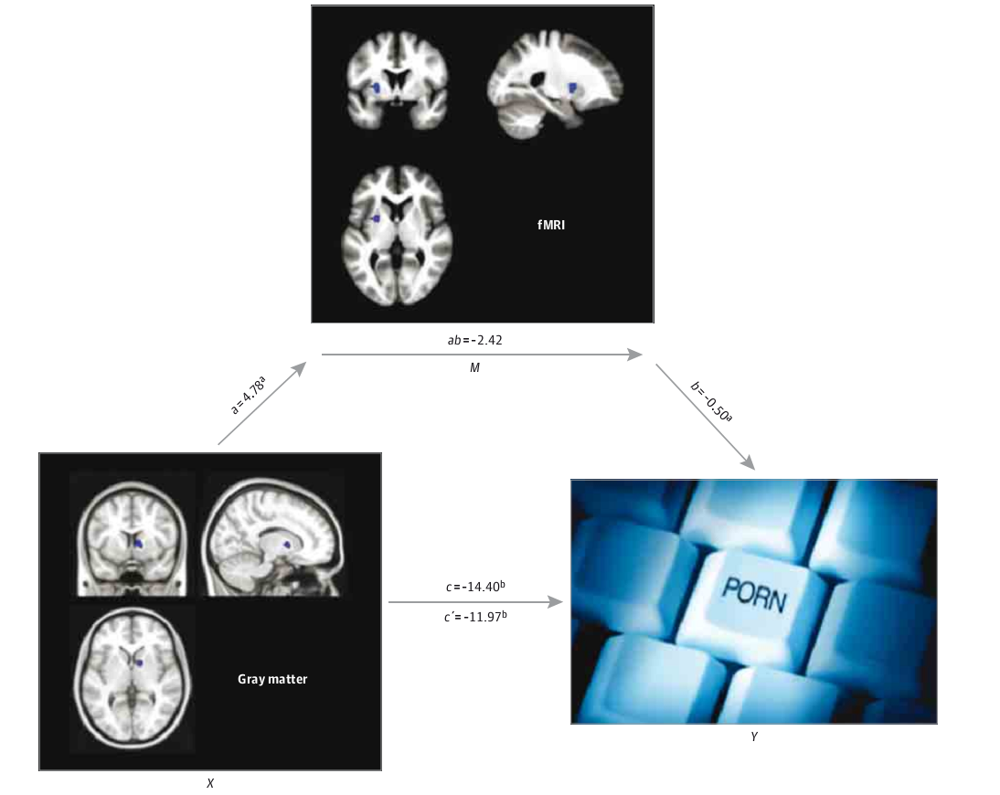 fMRI
ab=-2.42
M
a=4.78ᵃ
b=-0.50ᵃ
c=-14.40ᵇ
c´=-11.97ᵇ
PORN
Gray matter
Y
X